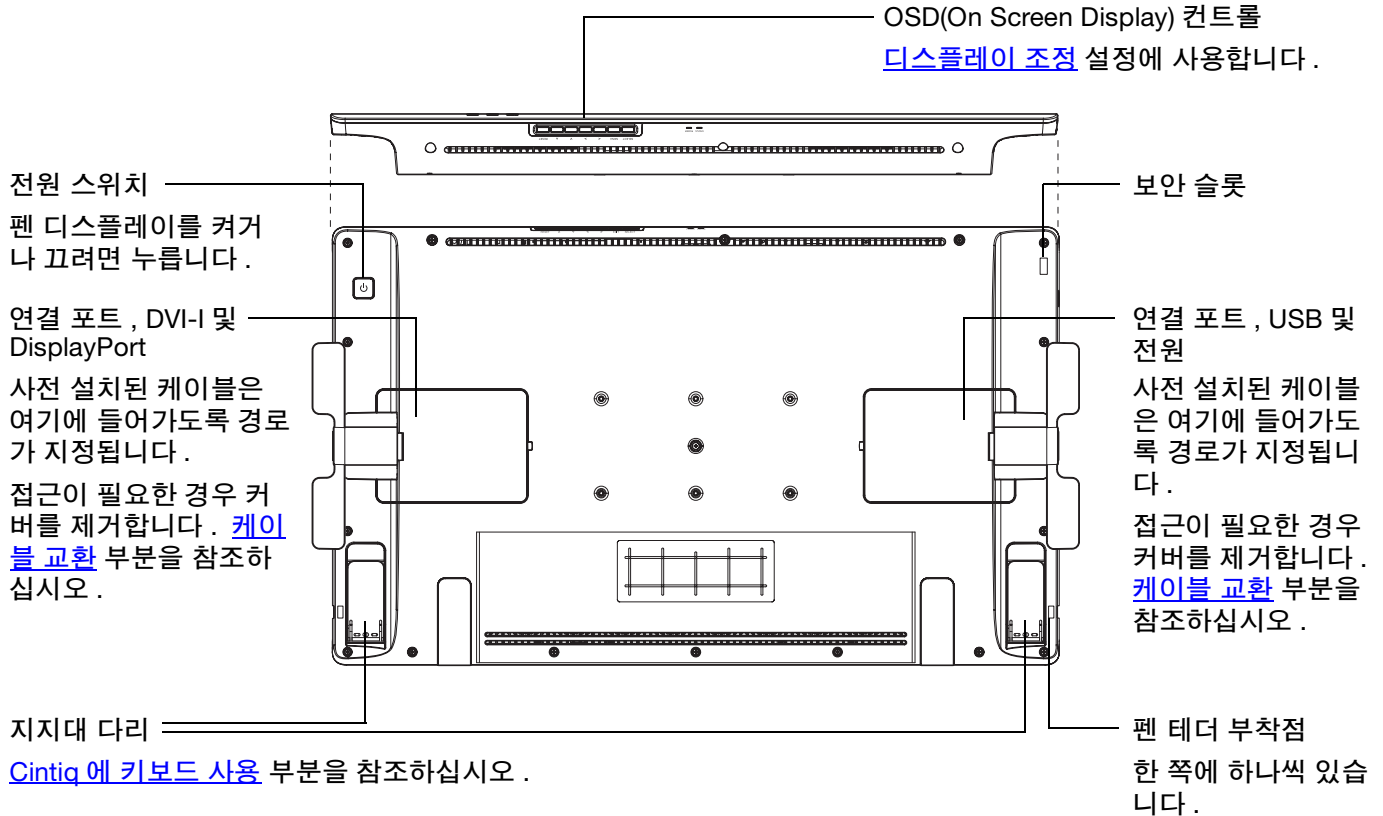 OSD(On Screen Display) 컨트롤
디스플레이 조정 설정에 사용합니다 .
전원 스위치
펜 디스플레이를 켜거
나 끄려면 누릅니다 .
연결 포트 , DVI-I 및
DisplayPort
사전 설치된 케이블은
여기에 들어가도록 경로
가 지정됩니다 .
접근이 필요한 경우 커
버를 제거합니다 . 케이
블 교환 부분을 참조하
십시오 .
보안 슬롯
연결 포트 , USB 및
전원
사전 설치된 케이블
은 여기에 들어가도
록 경로가 지정됩니
다 .
접근이 필요한 경우
커버를 제거합니다 .
케이블 교환 부분을
참조하십시오 .
지지대 다리
Cintiq 에 키보드 사용 부분을 참조하십시오 .
펜 테더 부착점
한 쪽에 하나씩 있습
니다 .